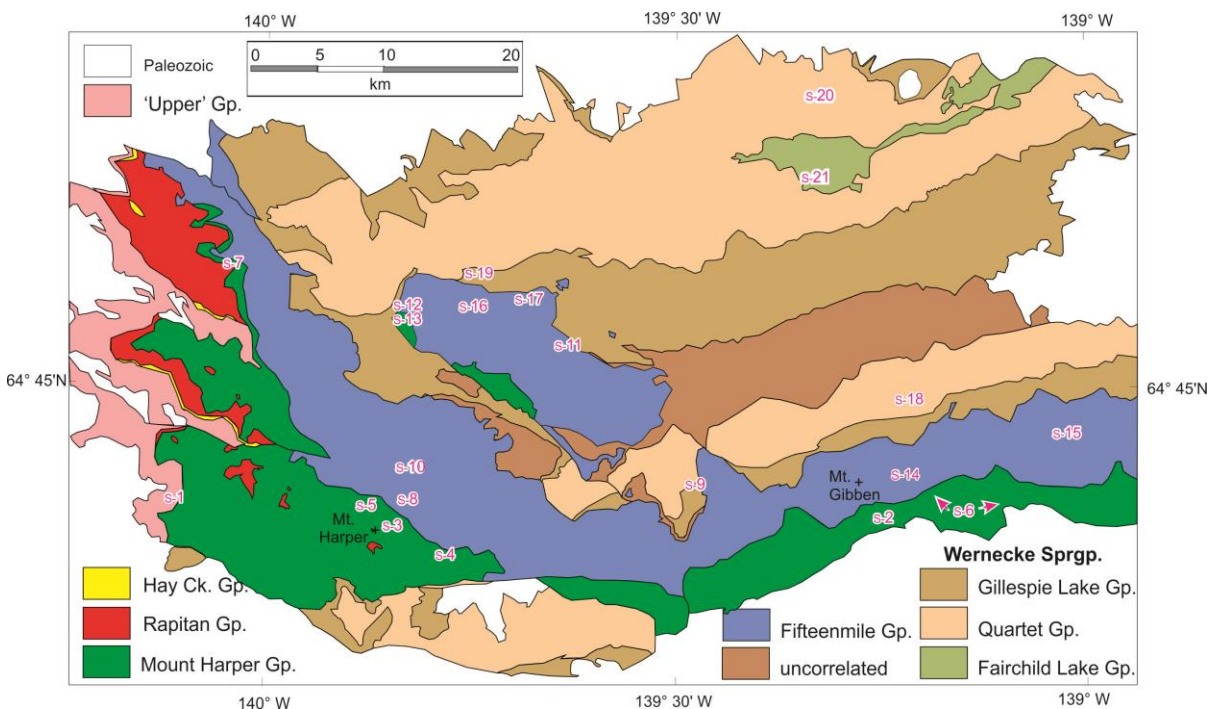 140° W
139° 30' W
139° W
Paleozoic
'Upper' Gp.
0 5 10 20
km
s-20
s-21
s-7
s-19
s-12
s-13
s-16
s-17
s-11
64° 45'N
64° 45'N
s-18
s-15
s-10
s-9
s-14
Mt.
Gibben
s-1
s-5
s-8
s-6
s-2
s-3
Mt.
Harper
s-4
Hay Ck. Gp.
Rapitan Gp.
Mount Harper Gp.
Fifteenmile Gp.
uncorrelated
Wernecke Sprgp.
Gillespie Lake Gp.
Quartet Gp.
Fairchild Lake Gp.
140° W
139° 30' W
139° W